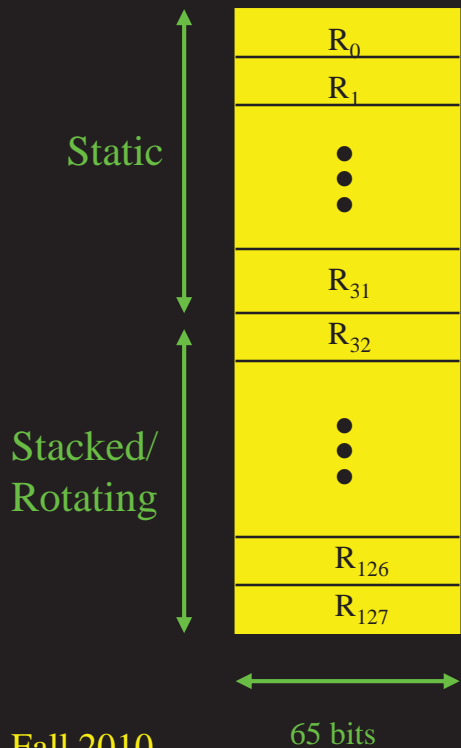 R₀
R₁
Static
R₃₁
R₃₂
Stacked/
Rotating
R₁₂₆
R₁₂₇
65 bits
Fall 2010